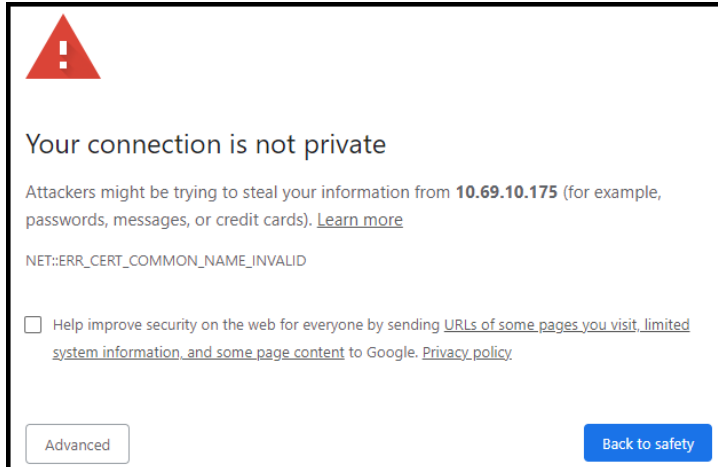 Your connection is not private
Attackers might be trying to steal your information from 10.69.10.175 (for example,
passwords, messages, or credit cards). Learn more
NET::ERR_CERT_COMMON_NAME_INVALID
Help improve security on the web for everyone by sending URLs of some pages you visit, limited
system information, and some page content to Google. Privacy policy
Advanced
Back to safety